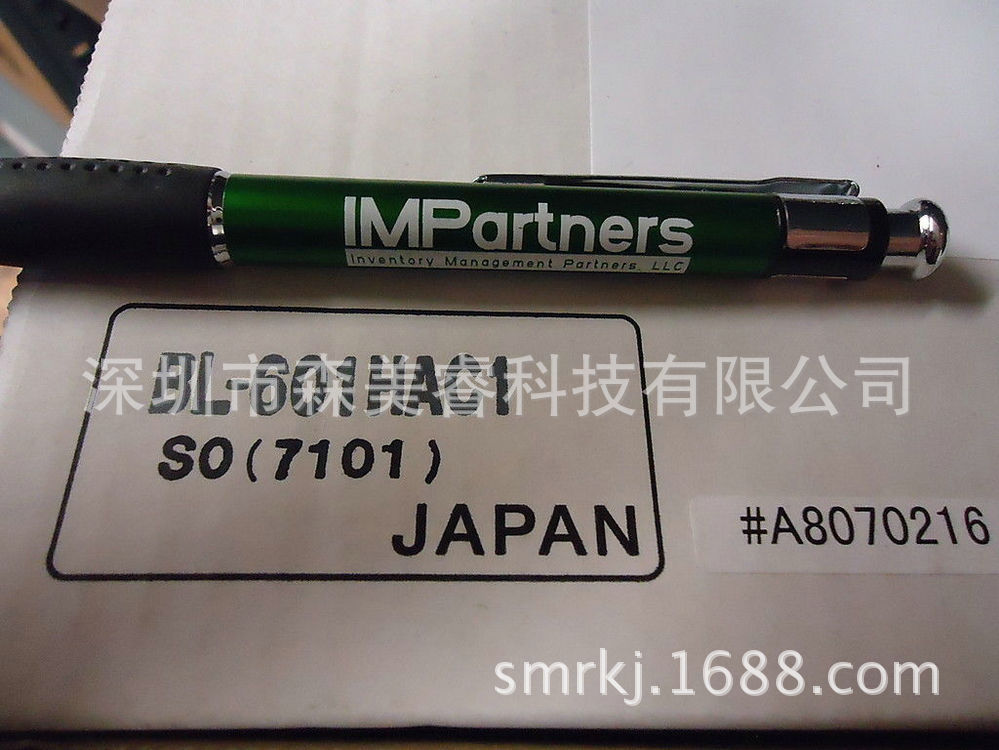 IMPartners
Inventory Management Partners, LLC
深圳市森美睿科技有限公司
SO(7101)
JAPAN
#A8070216
smrkj.1688.com